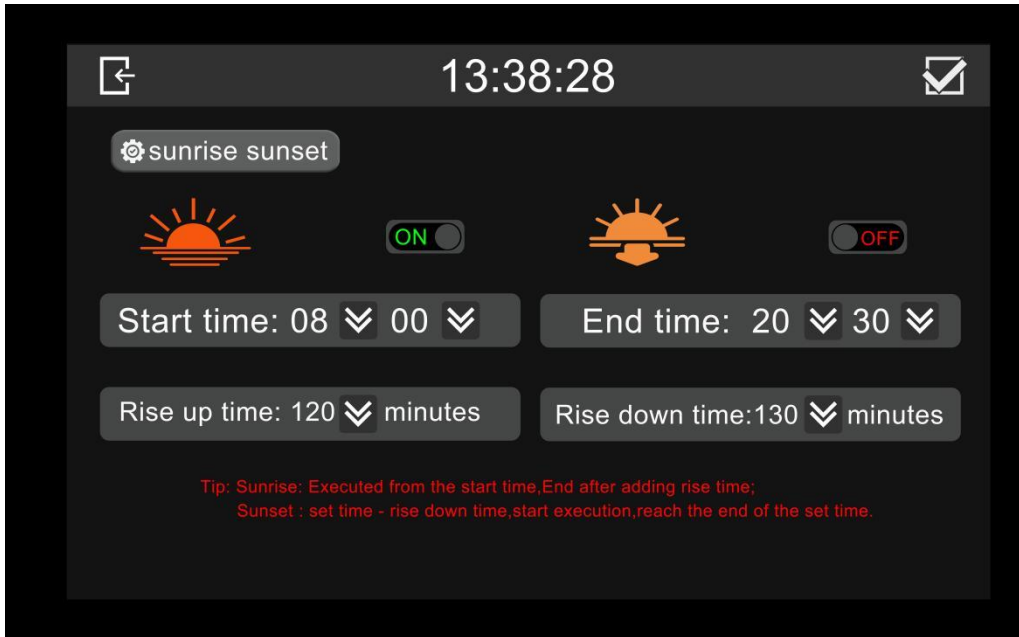 13:38:28
sunrise sunset
ON
OFF
Start time: 08 00
End time: 20 30
Rise up time: 120 minutes
Rise down time:130 minutes
Tip: Sunrise: Executed from the start time,End after adding rise time;
Sunset : set time - rise down time,start execution,reach the end of the set time.